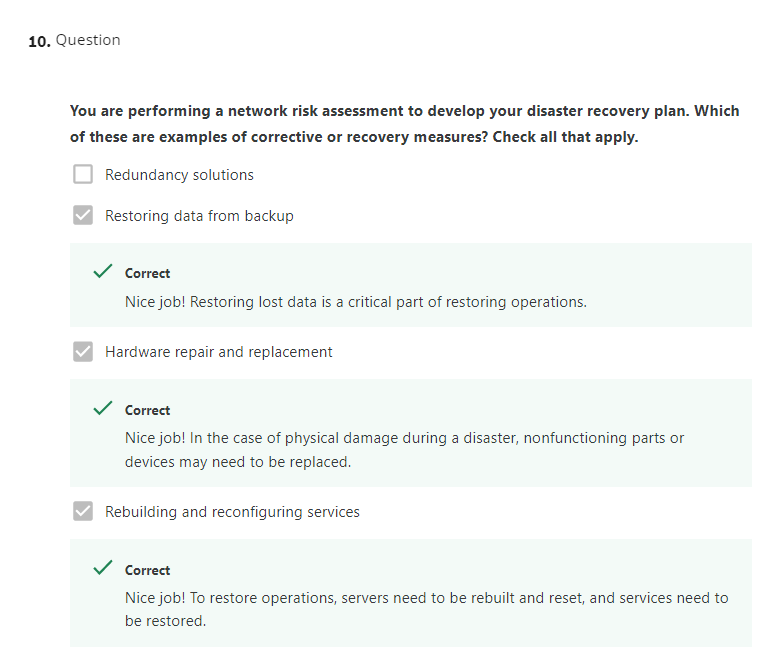 10. Question
You are performing a network risk assessment to develop your disaster recovery plan. Which
of these are examples of corrective or recovery measures? Check all that apply.
Redundancy solutions
Restoring data from backup
Correct
Nice job! Restoring lost data is a critical part of restoring operations.
Hardware repair and replacement
Correct
Nice job! In the case of physical damage during a disaster, nonfunctioning parts or
devices may need to be replaced.
Rebuilding and reconfiguring services
Correct
Nice job! To restore operations, servers need to be rebuilt and reset, and services need to
be restored.